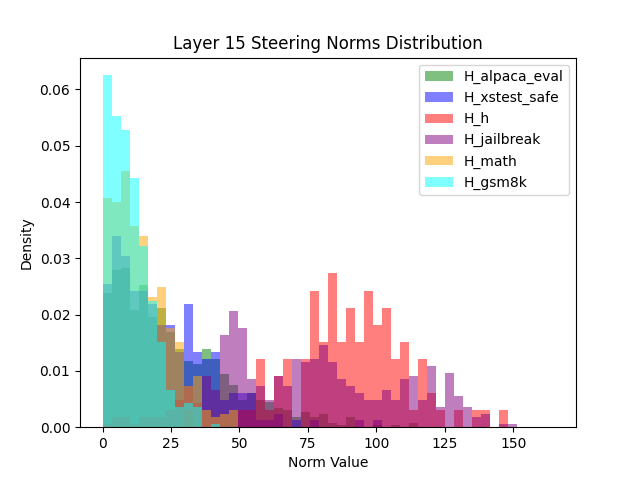 Layer 15 Steering Norms Distribution
H_alpaca_eval
H_xstest_safe
H_h
H_jailbreak
H_math
H_gsm8k
0.06
0.05
0.04
0.03
0.02
0.01
0.00
Density
0 25 50 75 100 125 150
Norm Value